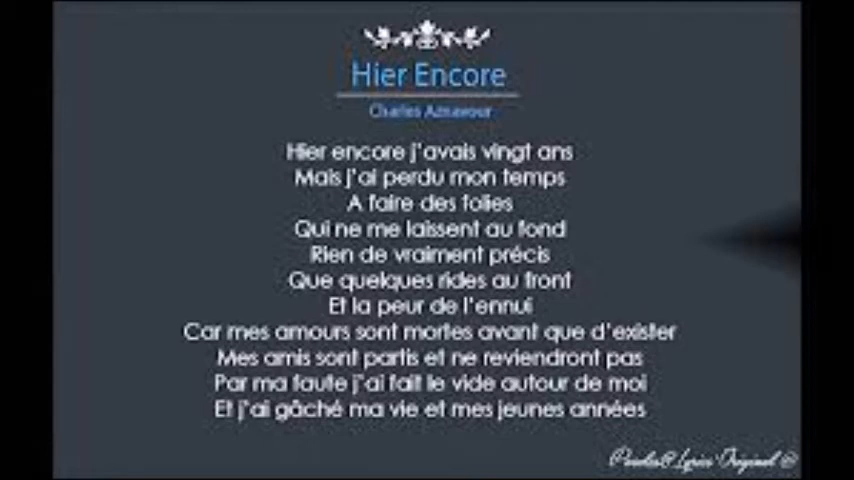 Hier Encore
Charles Aznavour
Hier encore j'avais vingt ans
Mais j'ai perdu mon temps
A faire des folies
Qui ne me laissent au fond
Rien de vraiment précis
Que quelques rides au front
Et la peur de l'ennui
Car mes amours sont mortes avant que d'exister
Mes amis sont partis et ne reviendront pas
Par ma faute j'ai fait le vide autour de moi
Et j'ai gâché ma vie et mes jeunes années
Paroles@Lyrics'Original @